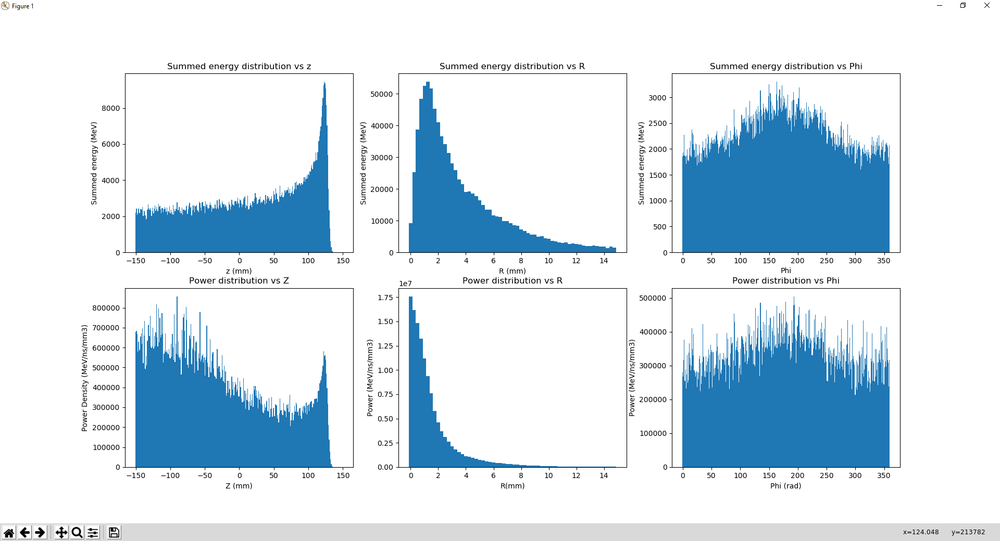 Figure 1
Summed energy distribution vs z
Summed energy (MeV)
8000
6000
4000
2000
0
−150 −100 −50 0 50 100 150
z (mm)
Summed energy distribution vs R
Summed energy (MeV)
50000
40000
30000
20000
10000
0
0 2 4 6 8 10 12 14
R (mm)
Summed energy distribution vs Phi
Summed energy (MeV)
3000
2500
2000
1500
1000
500
0
0 50 100 150 200 250 300 350
Phi
Power distribution vs Z
Power Density (MeV/ns/mm3)
800000
700000
600000
500000
400000
300000
200000
100000
0
−150 −100 −50 0 50 100 150
Z (mm)
Power distribution vs R
1e7
Power (MeV/ns/mm3)
1.75
1.50
1.25
1.00
0.75
0.50
0.25
0.00
0 2 4 6 8 10 12 14
R(mm)
Power distribution vs Phi
Power (MeV/ns/mm3)
500000
400000
300000
200000
100000
0
0 50 100 150 200 250 300 350
Phi (rad)
x=124.048 y=213782